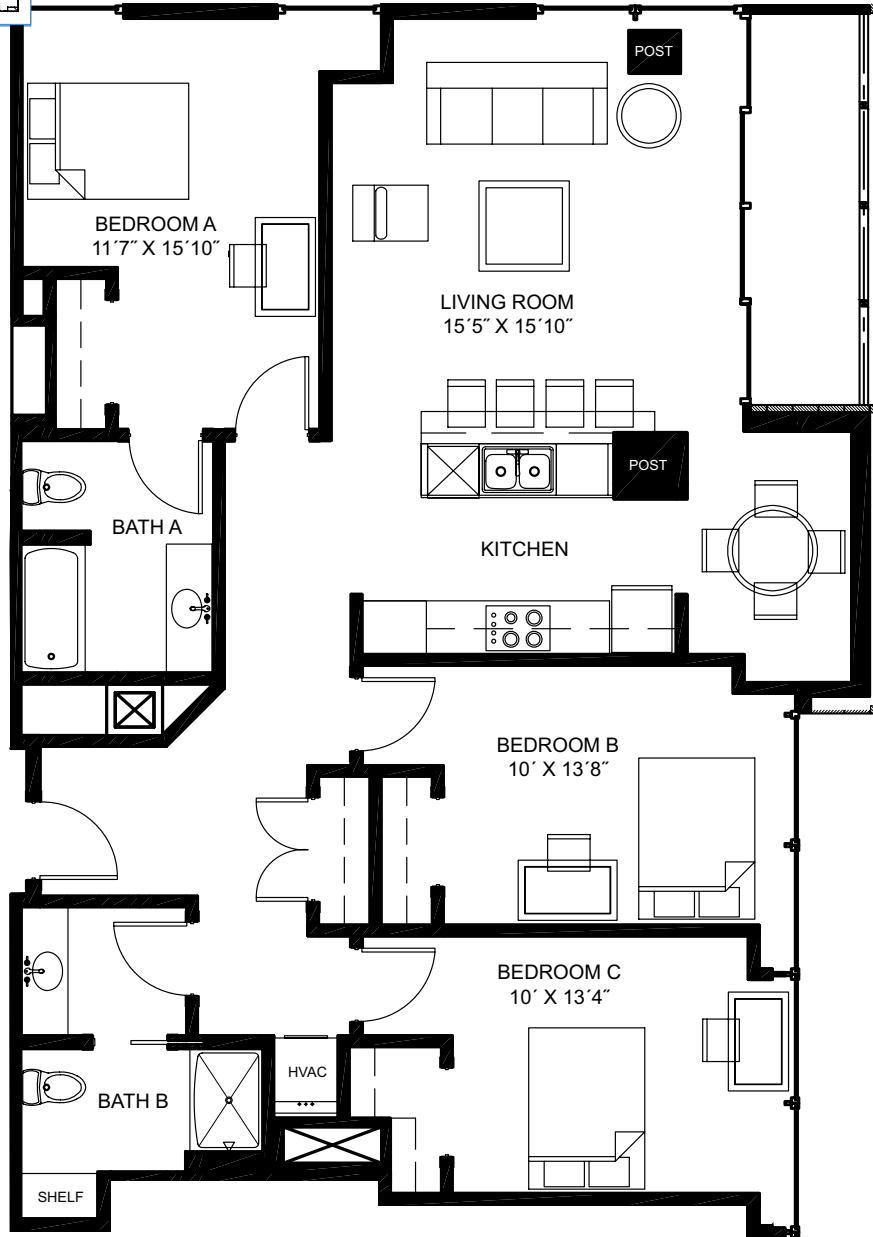 POST
BEDROOM A
11´7˝ X 15´10˝
LIVING ROOM
15´5˝ X 15´10˝
POST
BATH A
KITCHEN
BEDROOM B
10´ X 13´8˝
BEDROOM C
10´ X 13´4˝
HVAC
BATH B
SHELF